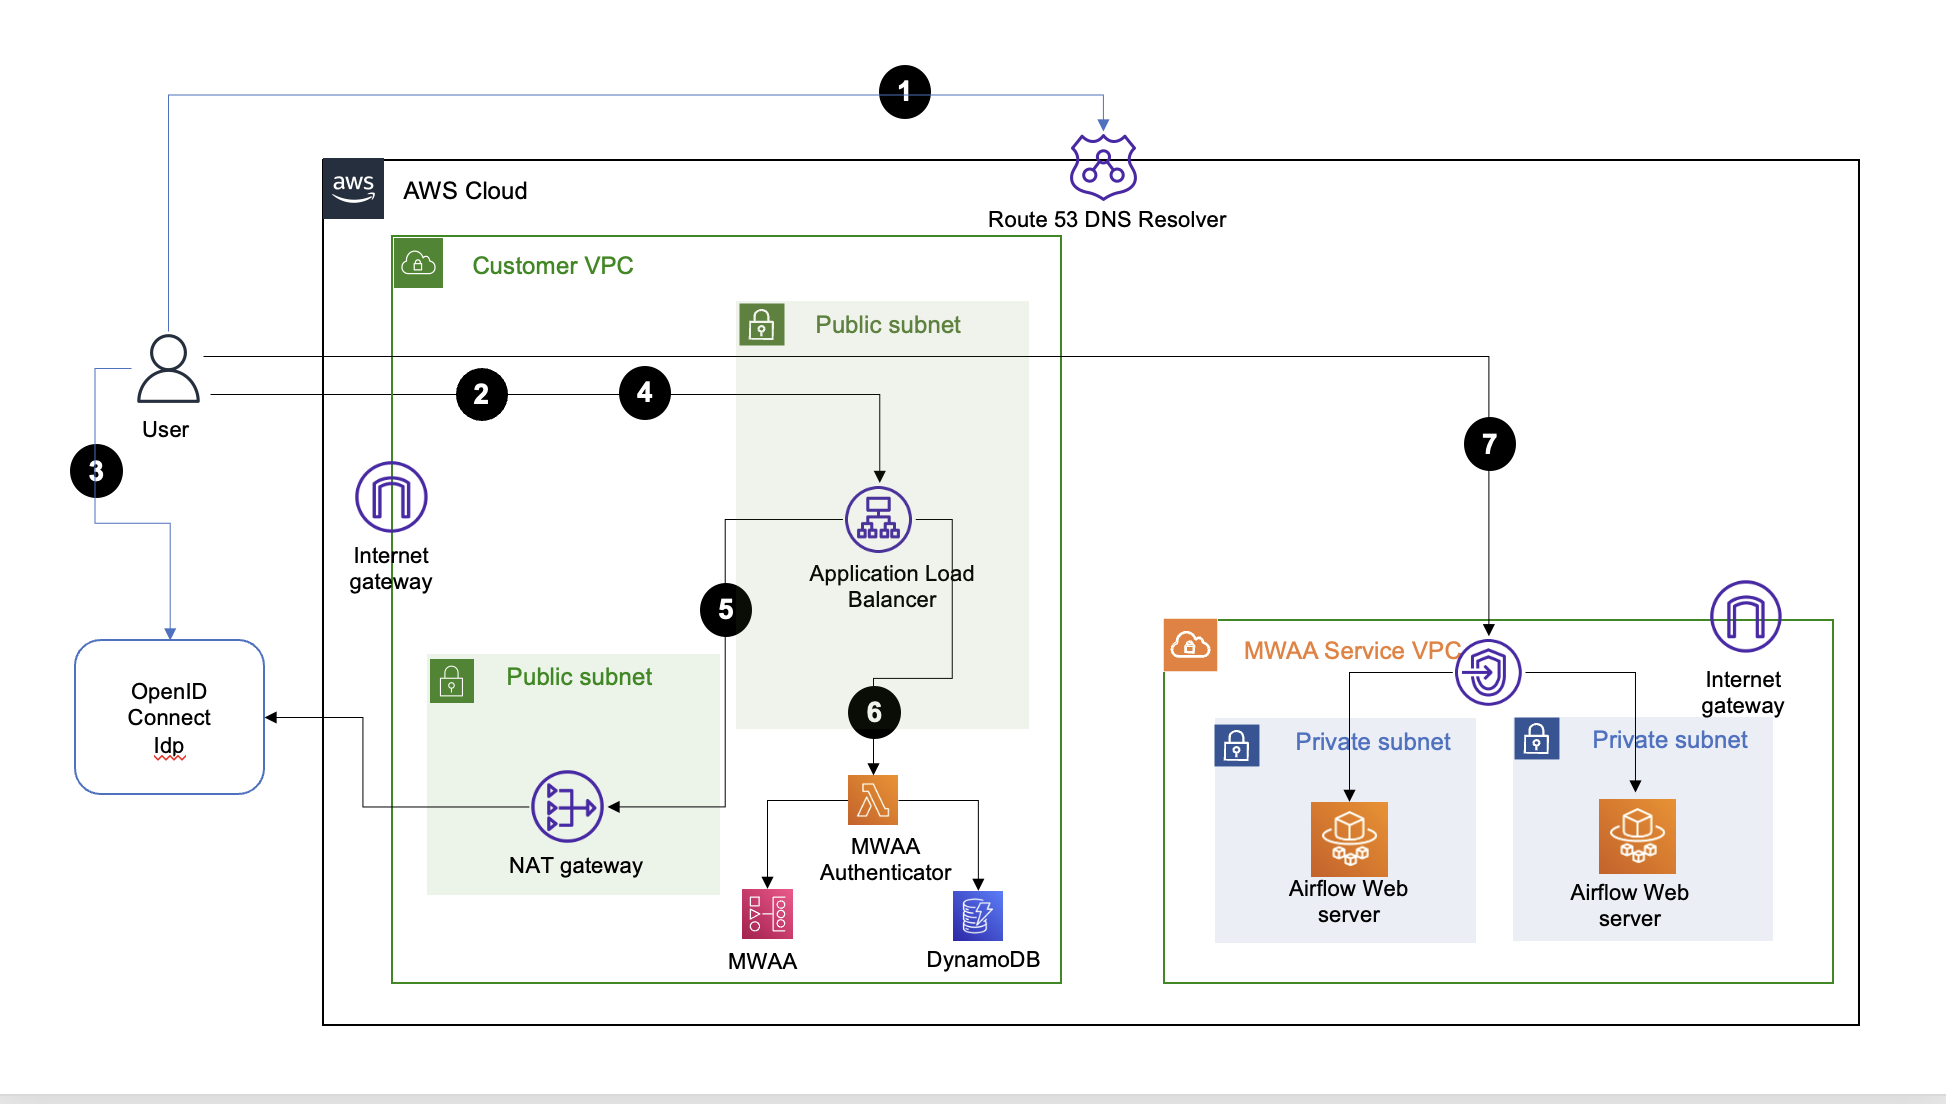 1
aws
AWS Cloud
Route 53 DNS Resolver
Customer VPC
Public subnet
2
4
User
3
7
Internet
gateway
Application Load
Balancer
5
MWAA Service VPC
Internet
gateway
Public subnet
OpenID
Connect
Idp
6
Private subnet
Private subnet
NAT gateway
MWAA
Authenticator
Airflow Web
server
Airflow Web
server
MWAA
DynamoDB